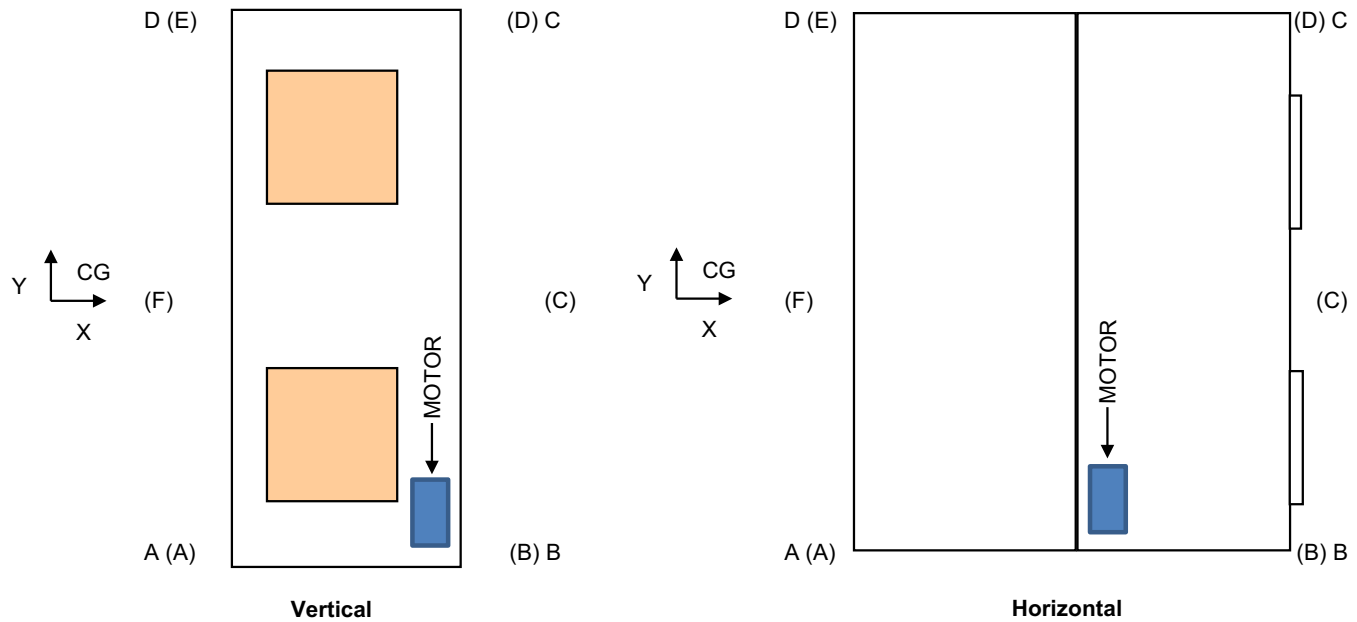 D (E)
(D) C
D (E)
(D) C
Y
CG
X
(F)
(C)
Y
CG
X
(F)
(C)
MOTOR
MOTOR
A (A)
(B) B
A (A)
(B) B
Vertical
Horizontal